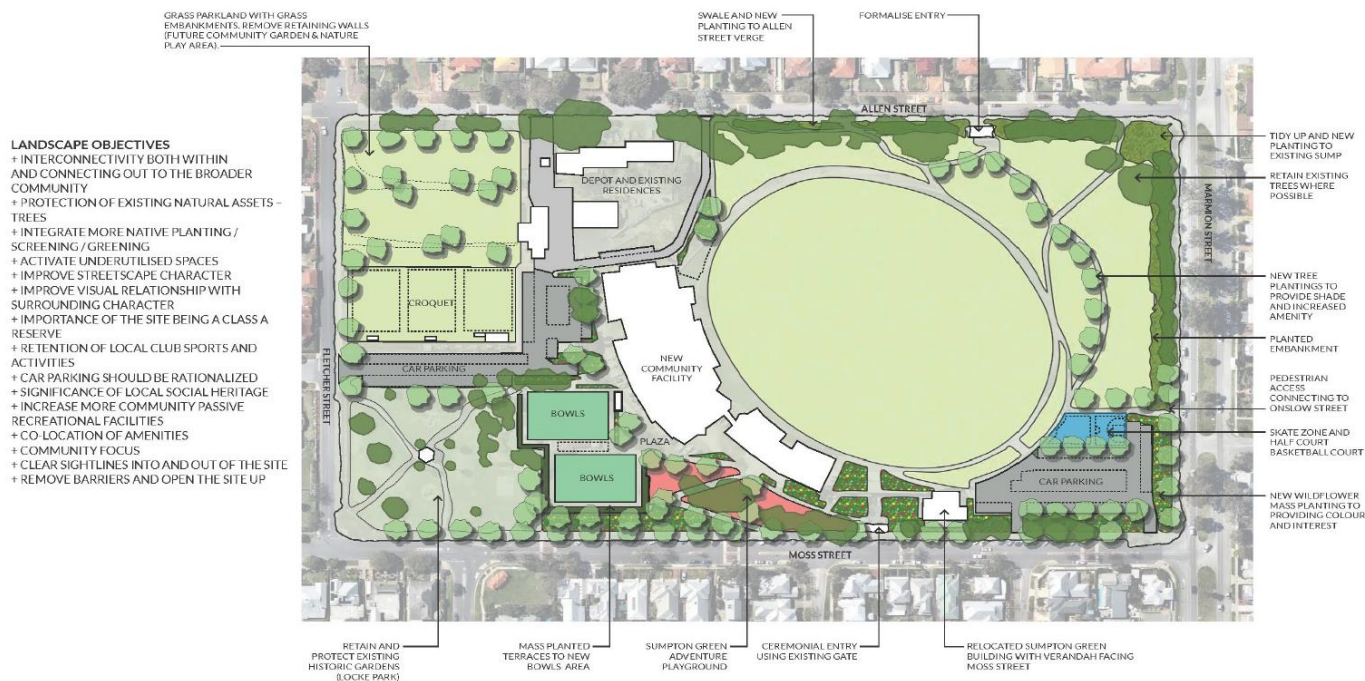 GRASS PARKLAND WITH GRASS
EMBANKMENTS. REMOVE RETAINING WALLS
(FUTURE COMMUNITY GARDEN & NATURE
PLAY AREA).
SWALE AND NEW
PLANTING TO ALLEN
STREET VERGE
FORMALISE ENTRY
ALLEN STREET
LANDSCAPE OBJECTIVES
+ INTERCONNECTIVITY BOTH WITHIN
AND CONNECTING OUT TO THE BROADER
COMMUNITY
+ PROTECTION OF EXISTING NATURAL ASSETS –
TREES
+ INTEGRATE MORE NATIVE PLANTING /
SCREENING / GREENING
+ ACTIVATE UNDERUTILISED SPACES
+ IMPROVE STREETSCAPE CHARACTER
+ IMPROVE VISUAL RELATIONSHIP WITH
SURROUNDING CHARACTER
+ IMPORTANCE OF THE SITE BEING A CLASS A
RESERVE
+ RETENTION OF LOCAL CLUB SPORTS AND
ACTIVITIES
+ CAR PARKING SHOULD BE RATIONALIZED
+ SIGNIFICANCE OF LOCAL SOCIAL HERITAGE
+ INCREASE MORE COMMUNITY PASSIVE
RECREATIONAL FACILITIES
+ CO-LOCATION OF AMENITIES
+ COMMUNITY FOCUS
+ CLEAR SIGHTLINES INTO AND OUT OF THE SITE
+ REMOVE BARRIERS AND OPEN THE SITE UP
DEPOT AND EXISTING
RESIDENCES
CROQUET
CAR PARKING
FLETCHER STREET
NEW
COMMUNITY
FACILITY
BOWLS
PLAZA
BOWLS
CAR PARKING
MOSS STREET
MARMION STREET
TIDY UP AND NEW
PLANTING TO
EXISTING SUMP
RETAIN EXISTING
TREES WHERE
POSSIBLE
NEW TREE
PLANTINGS TO
PROVIDE SHADE
AND INCREASED
AMENITY
PLANTED
EMBANKMENT
PEDESTRIAN
ACCESS
CONNECTING TO
ONSLOW STREET
SKATE ZONE AND
HALF COURT
BASKETBALL COURT
NEW WILDFLOWER
MASS PLANTING TO
PROVIDING COLOUR
AND INTEREST
RETAIN AND
PROTECT EXISTING
HISTORIC GARDENS
(LOCKE PARK)
MASS PLANTED
TERRACES TO NEW
BOWLS AREA
SUMPTON GREEN
ADVENTURE
PLAYGROUND
CEREMONIAL ENTRY
USING EXISTING GATE
RELOCATED SUMPTON GREEN
BUILDING WITH VERANDAH FACING
MOSS STREET